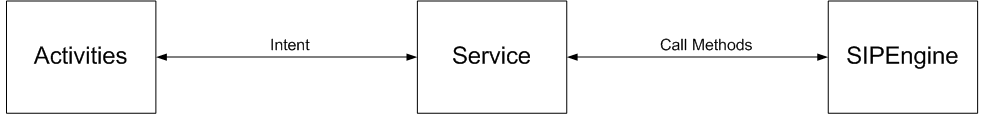 Activities
Intent
Service
Call Methods
SIPEngine